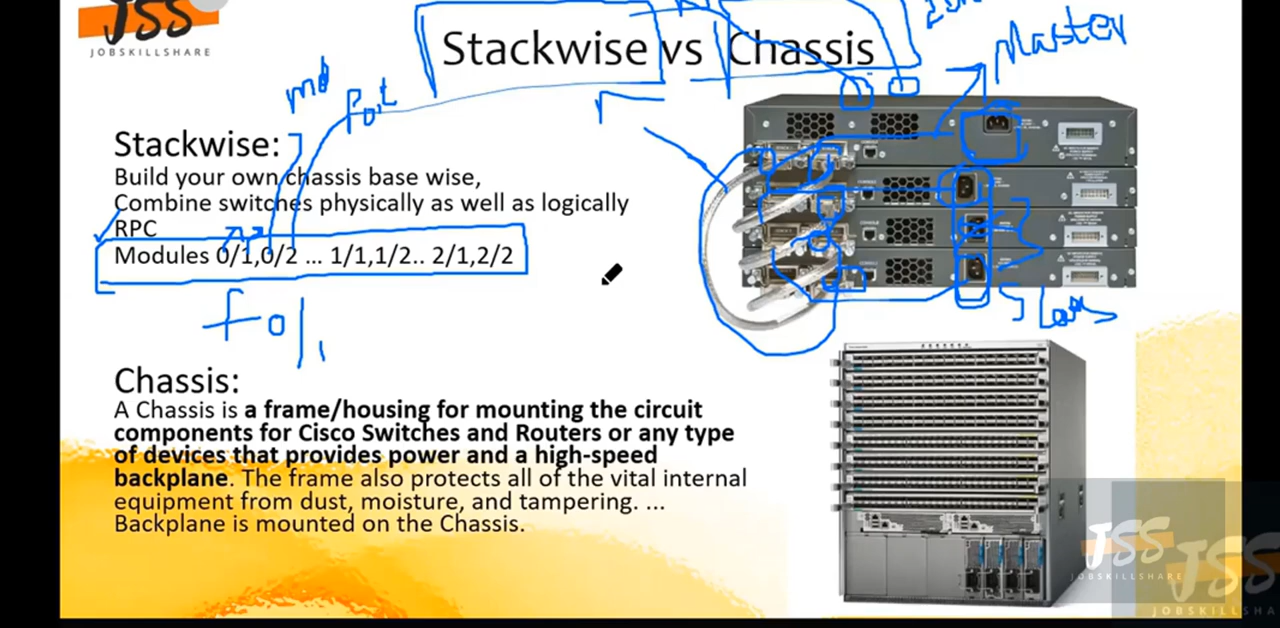 JSS
JOBSKILLSHARE
Stackwise vs Chassis
Master
Stackwise:
Build your own chassis base wise,
Combine switches physically as well as logically
RPC
Modules 0/1,0/2 ... 1/1,1/2.. 2/1,2/2
Chassis:
A Chassis is a frame/housing for mounting the circuit
components for Cisco Switches and Routers or any type
of devices that provides power and a high-speed
backplane. The frame also protects all of the vital internal
equipment from dust, moisture, and tampering. ...
Backplane is mounted on the Chassis.
JSS
JOBSKILLSHARE
JSS
JOBSKILLSHA